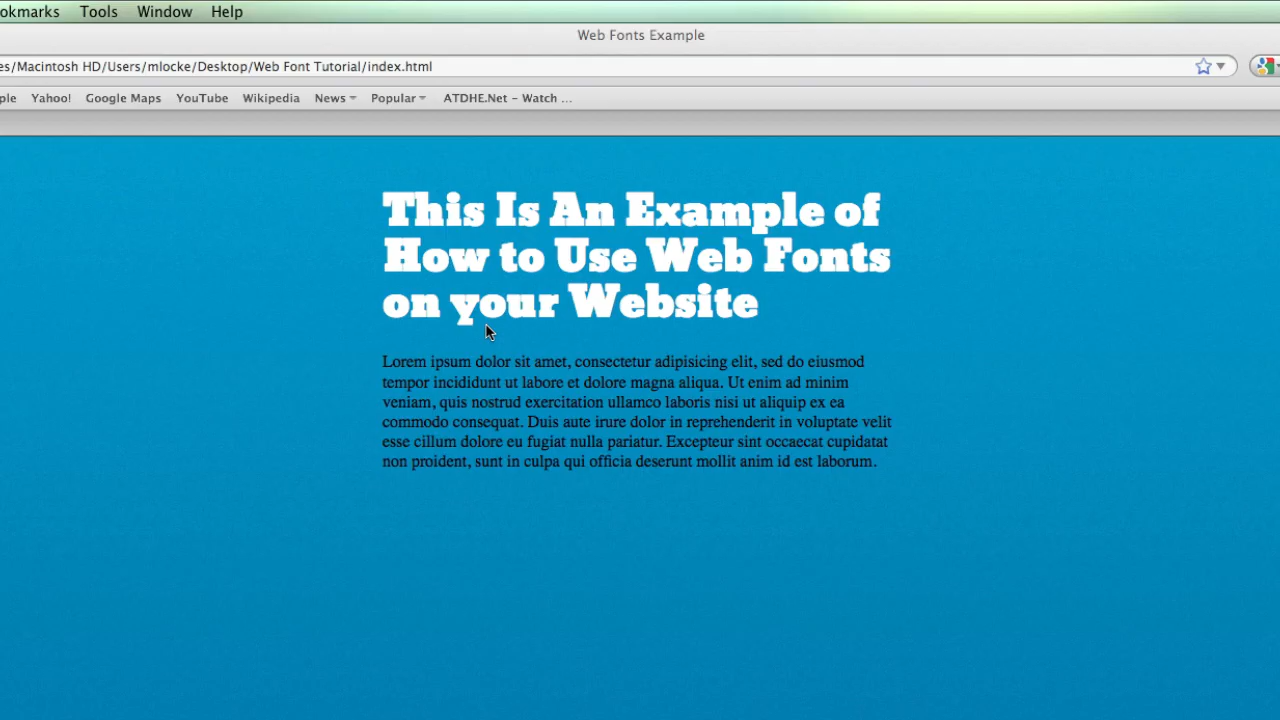 Tools Window Help
Web Fonts Example
/Macintosh HD/Users/mlocke/Desktop/Web Font Tutorial/index.html
Yahoo! Google Maps YouTube Wikipedia News Popular ATDHE.Net – Watch ...
This Is An Example of
How to Use Web Fonts
on your Website
Lorem ipsum dolor sit amet, consectetur adipisicing elit, sed do eiusmod
tempor incididunt ut labore et dolore magna aliqua. Ut enim ad minim
veniam, quis nostrud exercitation ullamco laboris nisi ut aliquip ex ea
commodo consequat. Duis aute irure dolor in reprehenderit in voluptate velit
esse cillum dolore eu fugiat nulla pariatur. Excepteur sint occaecat cupidatat
non proident, sunt in culpa qui officia deserunt mollit anim id est laborum.